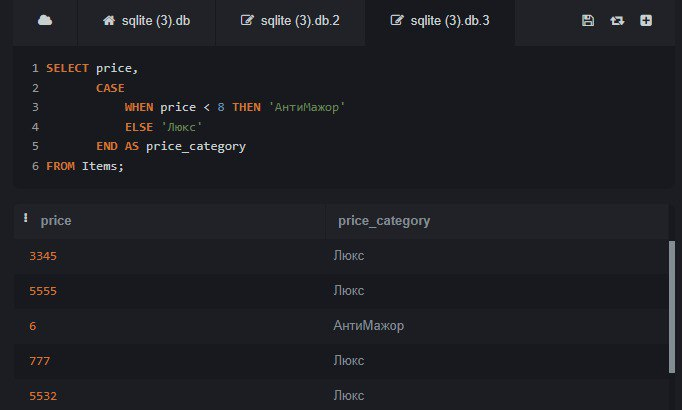 sqlite (3).db sqlite (3).db.2 sqlite (3).db.3
1 SELECT price,
2 CASE
3 WHEN price < 8 THEN 'АнтиМажор'
4 ELSE 'Люкс'
5 END AS price_category
6 FROM Items;
price price_category
3345 Люкс
5555 Люкс
6 АнтиМажор
777 Люкс
5532 Люкс